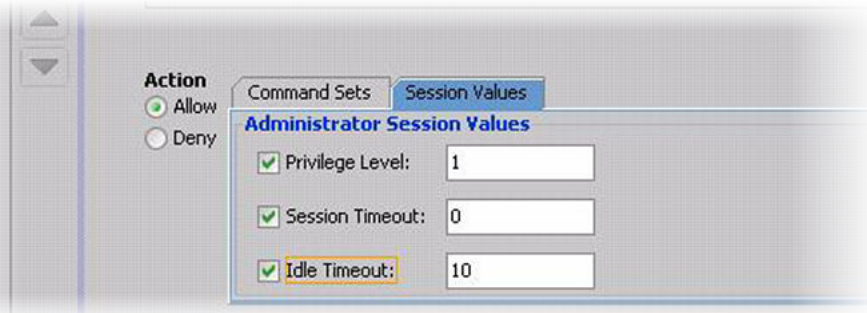 Action
Allow
Deny
Command Sets
Session Values
Administrator Session Values
Privilege Level: 1
Session Timeout: 0
Idle Timeout: 10